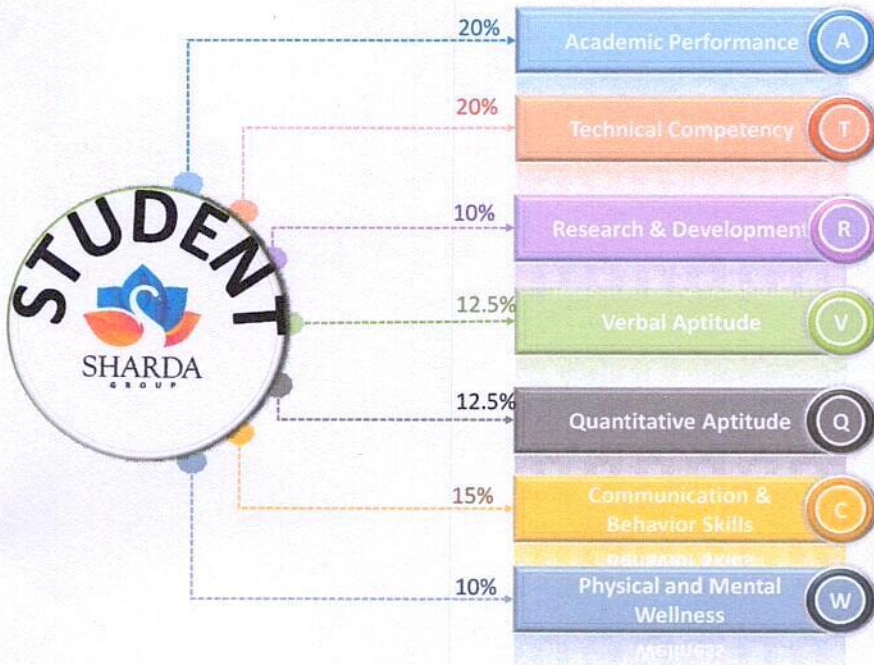 STUDENT
SHARDA
GROUP
20%
Academic Performance
A
20%
Technical Competency
T
10%
Research & Development
R
12.5%
Verbal Aptitude
V
12.5%
Quantitative Aptitude
Q
15%
Communication &
Behavior Skills
C
10%
Physical and Mental
Wellness
W